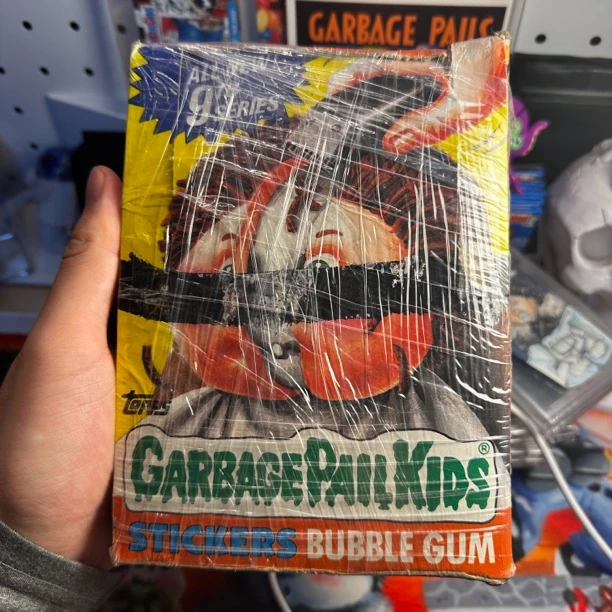 GARBAGE PAILS
ALL NEW
9TH
SERIES
TOPPS
GARBAGE PAIL KIDS®
STICKERS BUBBLE GUM